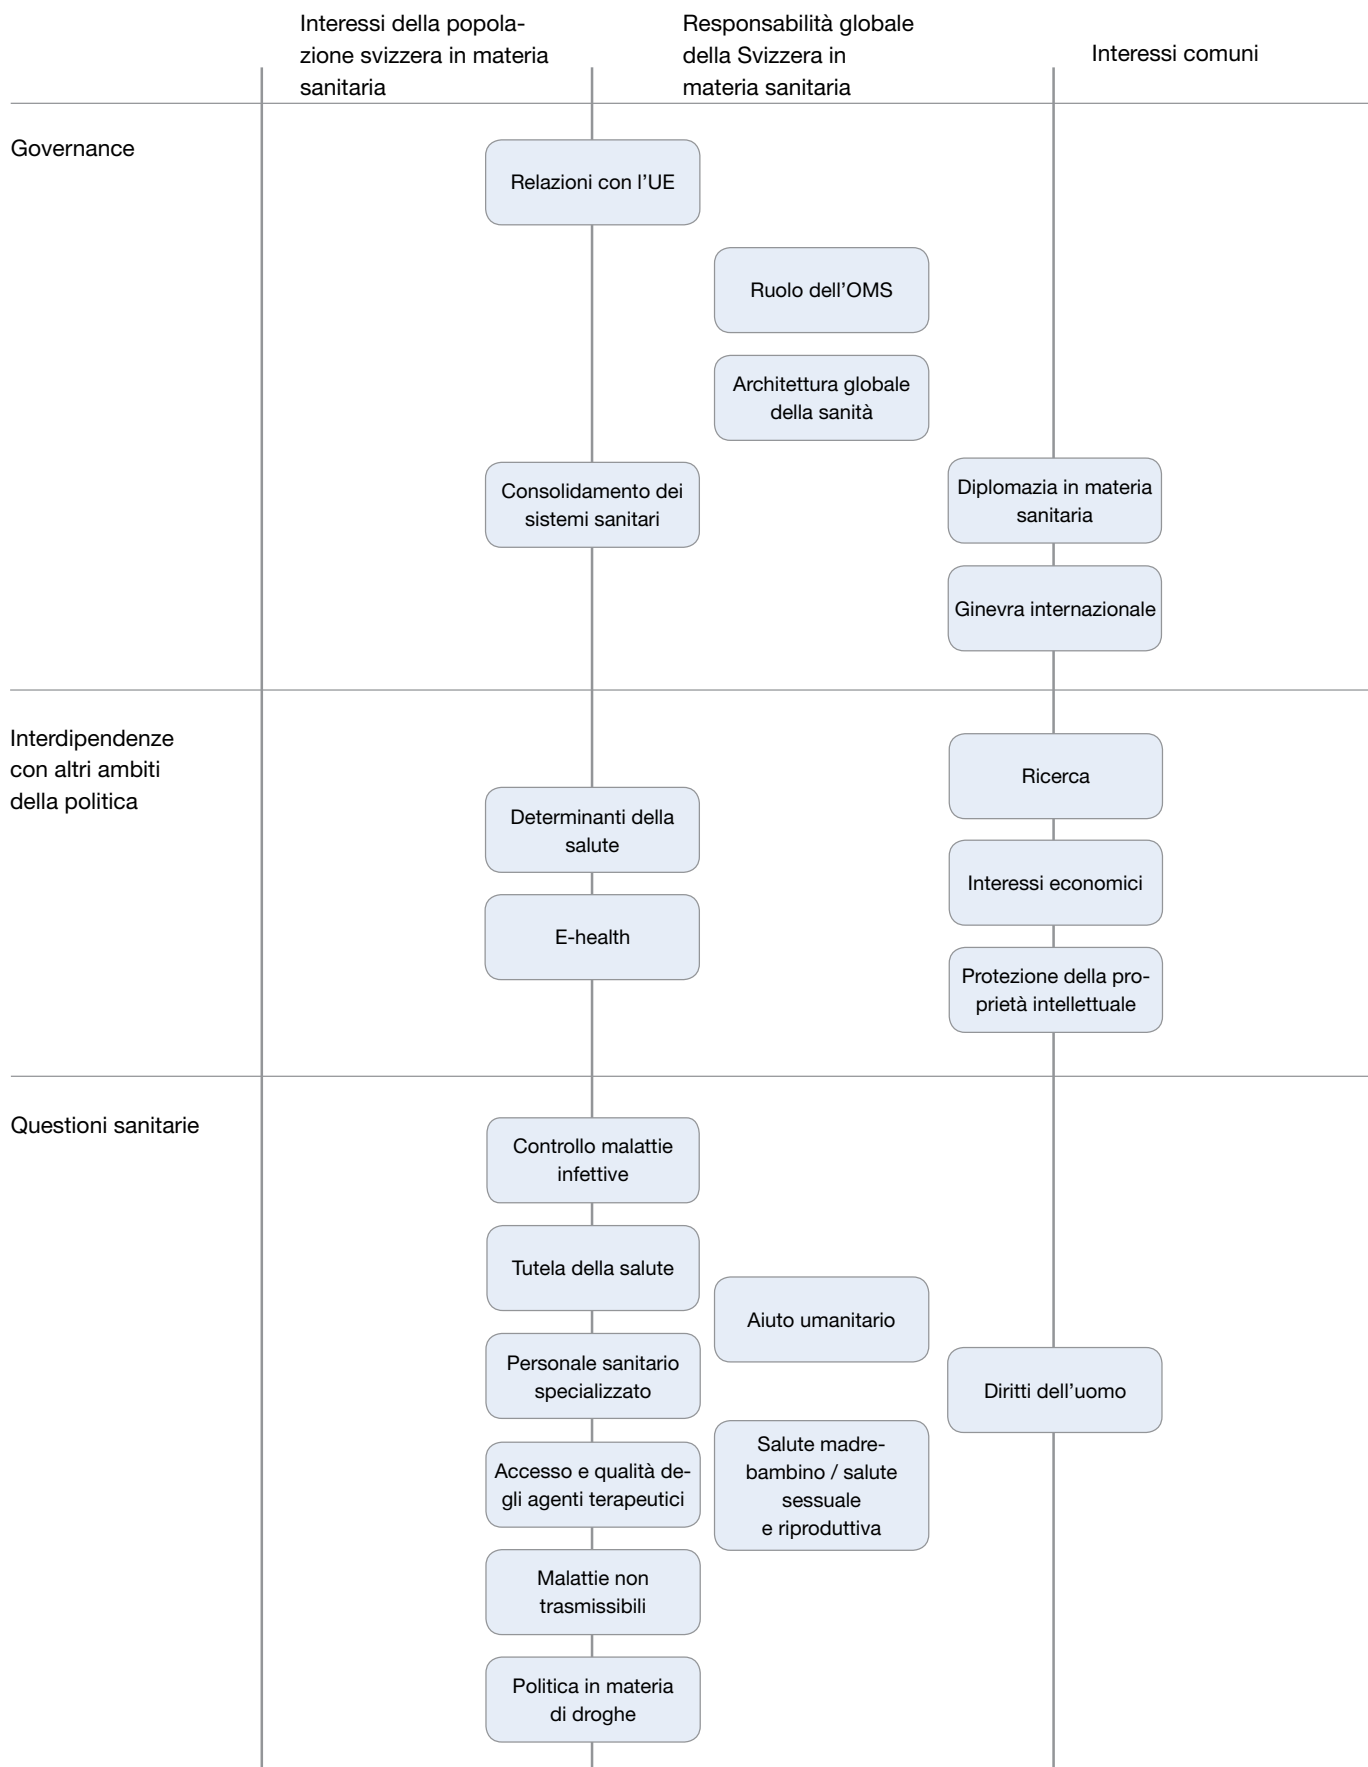 Interessi della popola-
zione svizzera in materia
sanitaria
Responsabilità globale
della Svizzera in
materia sanitaria
Interessi comuni
Governance
Relazioni con l'UE
Ruolo dell'OMS
Architettura globale
della sanità
Consolidamento dei
sistemi sanitari
Diplomazia in materia
sanitaria
Ginevra internazionale
Interdipendenze
con altri ambiti
della politica
Ricerca
Determinanti della
salute
Interessi economici
E-health
Protezione della pro-
prietà intellettuale
Questioni sanitarie
Controllo malattie
infettive
Tutela della salute
Aiuto umanitario
Personale sanitario
specializzato
Diritti dell'uomo
Accesso e qualità de-
gli agenti terapeutici
Salute madre-
bambino / salute
sessuale
e riproduttiva
Malattie non
trasmissibili
Politica in materia
di droghe